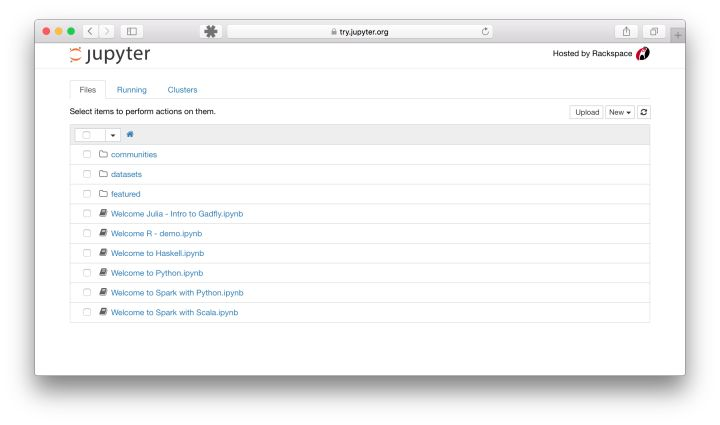 try.jupyter.org
jupyter
Hosted by Rackspace
Files Running Clusters
Select items to perform actions on them.
Upload New
communities
datasets
featured
Welcome Julia - Intro to Gadfly.ipynb
Welcome R - demo.ipynb
Welcome to Haskell.ipynb
Welcome to Python.ipynb
Welcome to Spark with Python.ipynb
Welcome to Spark with Scala.ipynb